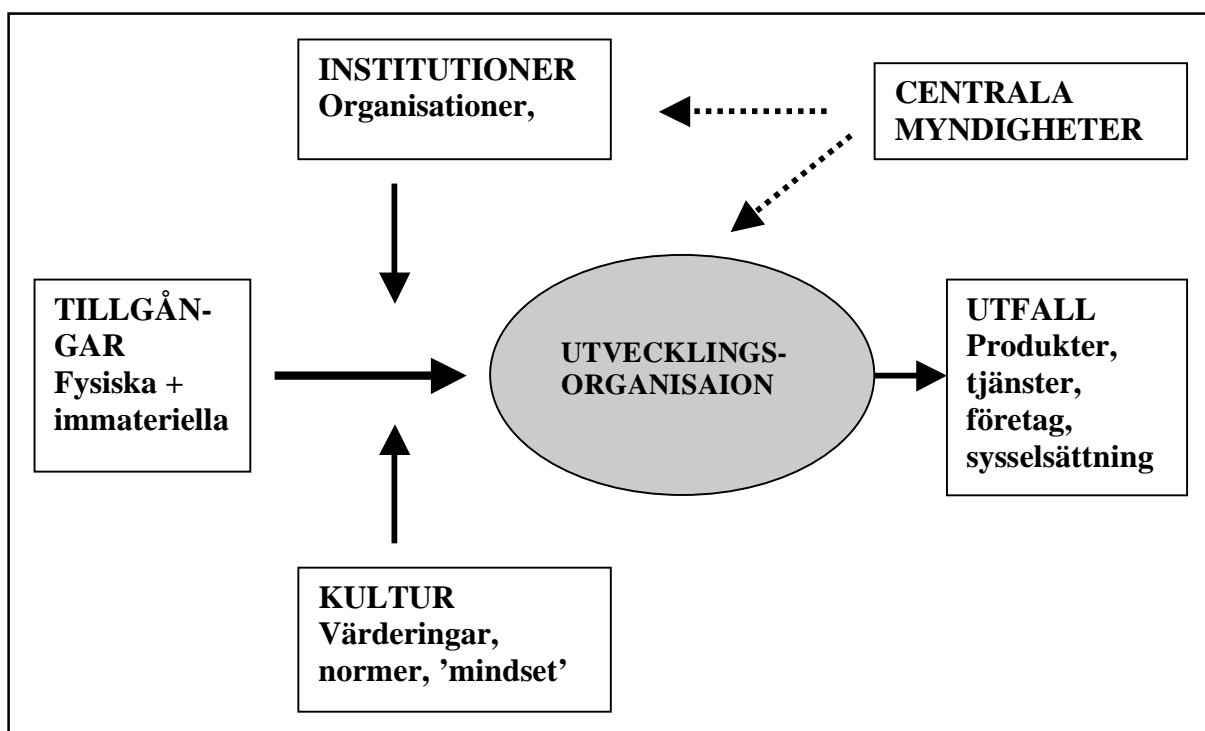 INSTITUTIONER
Organisationer,
CENTRALA
MYNDIGHETER
TILLGÅN-
GAR
Fysiska +
immateriella
UTVECKLINGS-
ORGANISAION
UTFALL
Produkter,
tjänster,
företag,
sysselsättning
KULTUR
Värderingar,
normer, ’mindset’